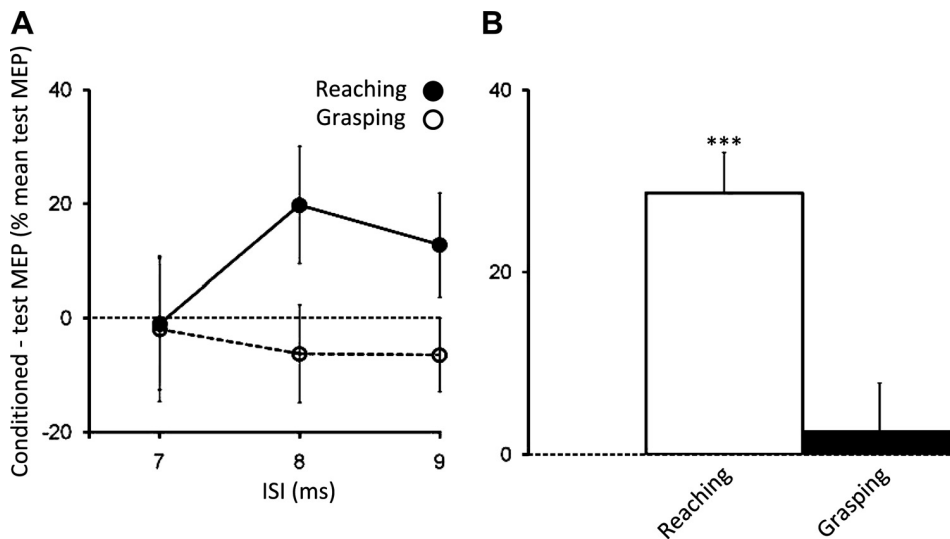 A
Conditioned - test MEP (% mean test MEP)
40
20
0
-20
Reaching
Grasping
7
8
9
ISI (ms)
B
40
20
0
***
Reaching
Grasping